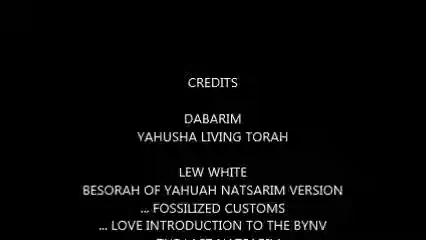 CREDITS
DABARIM
YAHUSHA LIVING TORAH
LEW WHITE
BESORAH OF YAHUAH NATSARIM VERSION
... FOSSILIZED CUSTOMS
... LOVE INTRODUCTION TO THE BYNV